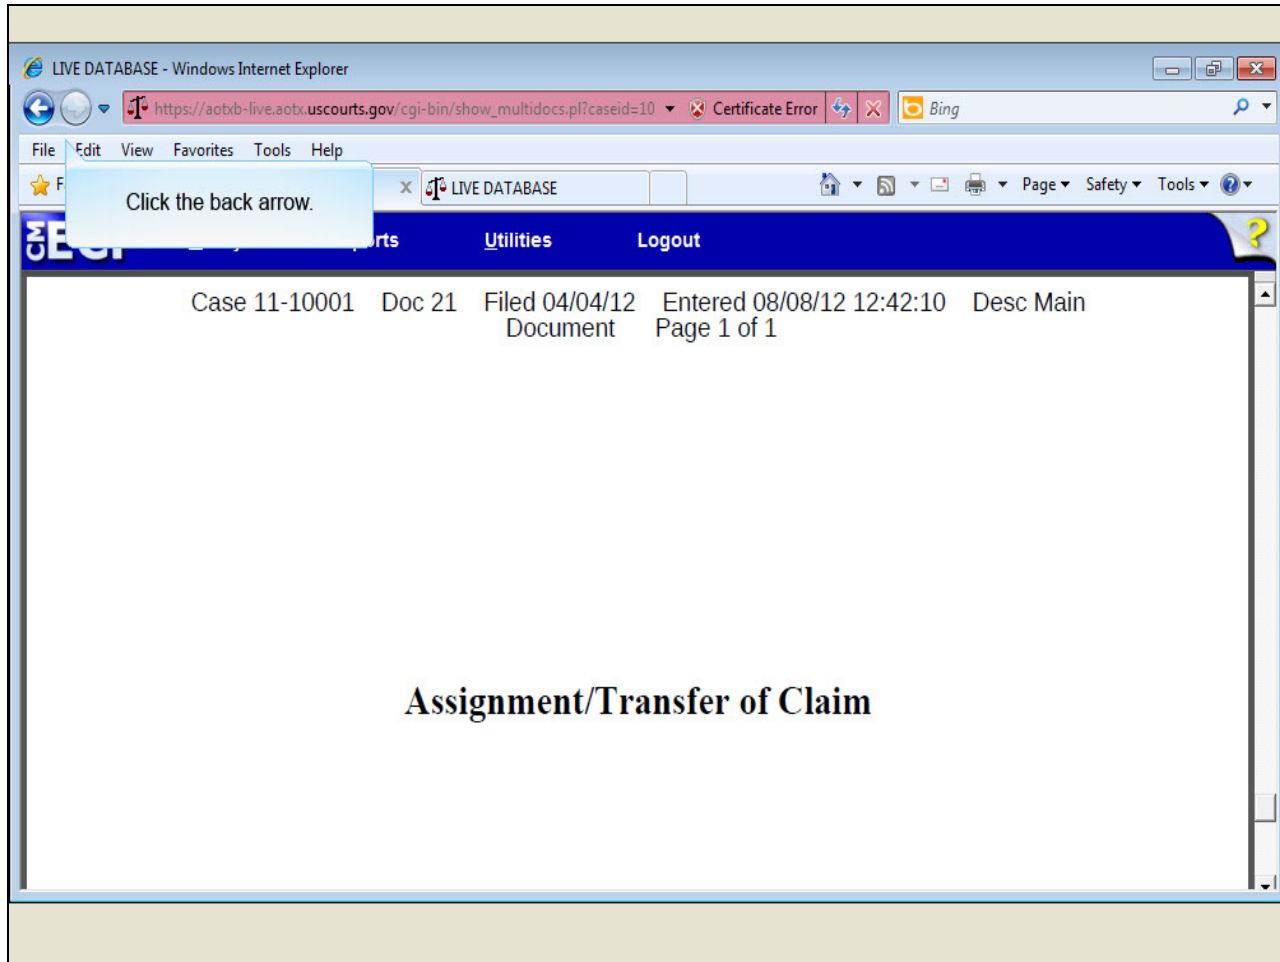 LIVE DATABASE - Windows Internet Explorer
https://aotxb-live.aotx.uscourts.gov/cgi-bin/show_multidocs.pl?caseid=10 Certificate Error Bing
File Edit View Favorites Tools Help
F LIVE DATABASE Page Safety Tools
Click the back arrow.
CM orts Utilities Logout ?
Case 11-10001 Doc 21 Filed 04/04/12 Entered 08/08/12 12:42:10 Desc Main
Document Page 1 of 1
Assignment/Transfer of Claim